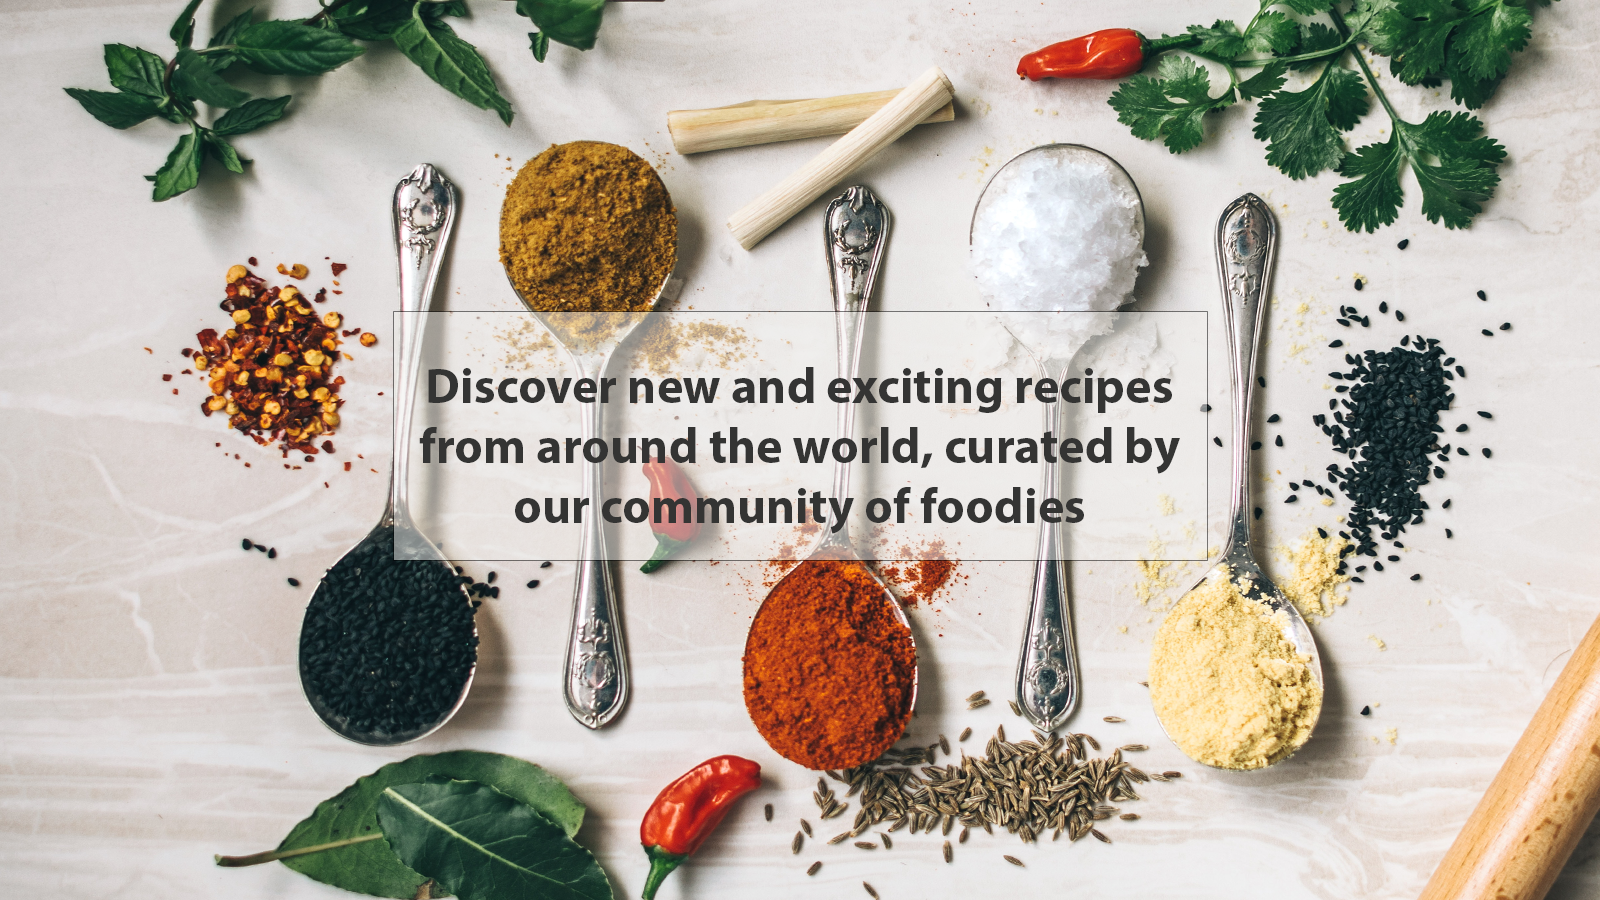 Discover new and exciting recipes
from around the world, curated by
our community of foodies